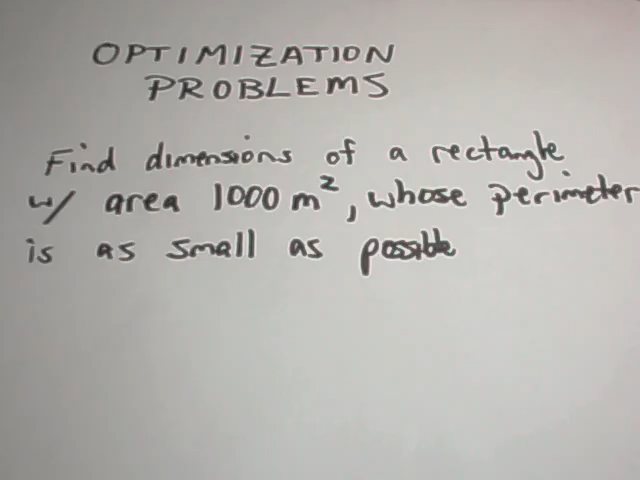 OPTIMIZATION
PROBLEMS
Find dimensions of a rectangle
w/ area 1000 m², whose perimeter
is as small as possible